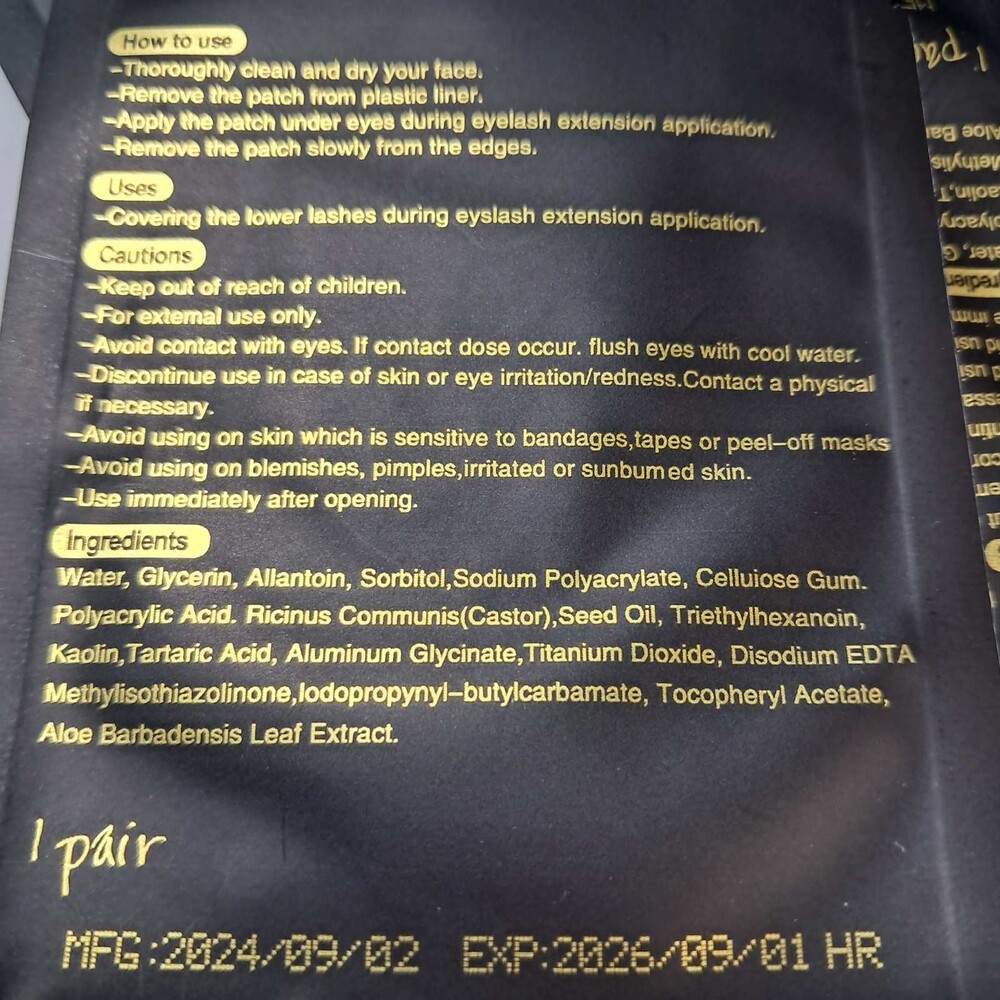 How to use
–Thoroughly clean and dry your face.
–Remove the patch from plastic liner.
–Apply the patch under eyes during eyelash extension application.
–Remove the patch slowly from the edges.
Uses
–Covering the lower lashes during eyslash extension application.
Cautions
–Keep out of reach of children.
–For external use only.
–Avoid contact with eyes. If contact dose occur. flush eyes with cool water.
–Discontinue use in case of skin or eye irritation/redness.Contact a physical
if necessary.
–Avoid using on skin which is sensitive to bandages,tapes or peel–off masks
–Avoid using on blemishes, pimples,irritated or sunbumed skin.
–Use immediately after opening.
Ingredients
Water, Glycerin, Allantoin, Sorbitol,Sodium Polyacrylate, Celluiose Gum.
Polyacrylic Acid. Ricinus Communis(Castor),Seed Oil, Triethylhexanoin,
Kaolin,Tartaric Acid, Aluminum Glycinate,Titanium Dioxide, Disodium EDTA
Methylisothiazolinone,Iodopropynyl–butylcarbamate, Tocopheryl Acetate,
Aloe Barbadensis Leaf Extract.
1 pair
MFG:2024/09/02 EXP:2026/09/01 HR